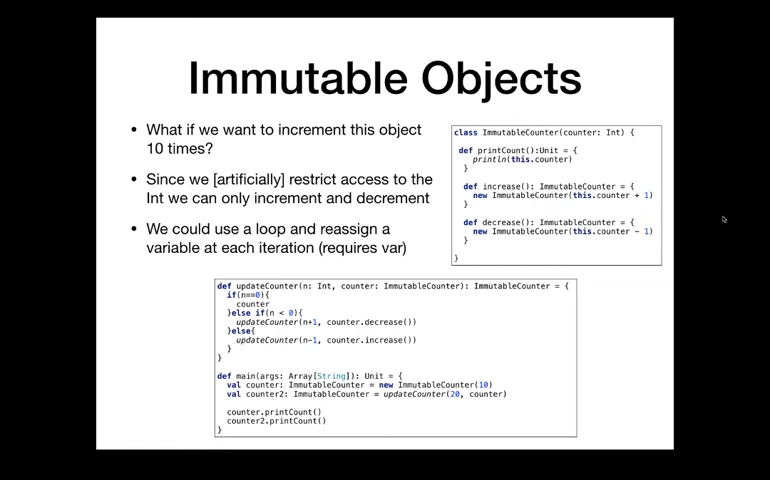 Immutable Objects
• What if we want to increment this object
10 times?
• Since we [artificially] restrict access to the
Int we can only increment and decrement
• We could use a loop and reassign a
variable at each iteration (requires var)
class ImmutableCounter(counter: Int) {
def printCount():Unit = {
println(this.counter)
}
def increase(): ImmutableCounter = {
new ImmutableCounter(this.counter + 1)
}
def decrease(): ImmutableCounter = {
new ImmutableCounter(this.counter - 1)
}
}
def updateCounter(n: Int, counter: ImmutableCounter): ImmutableCounter = {
if(n==0){
counter
}else if(n < 0){
updateCounter(n+1, counter.decrease())
}else{
updateCounter(n-1, counter.increase())
}
}
def main(args: Array[String]): Unit = {
val counter: ImmutableCounter = new ImmutableCounter(10)
val counter2: ImmutableCounter = updateCounter(20, counter)
counter.printCount()
counter2.printCount()
}